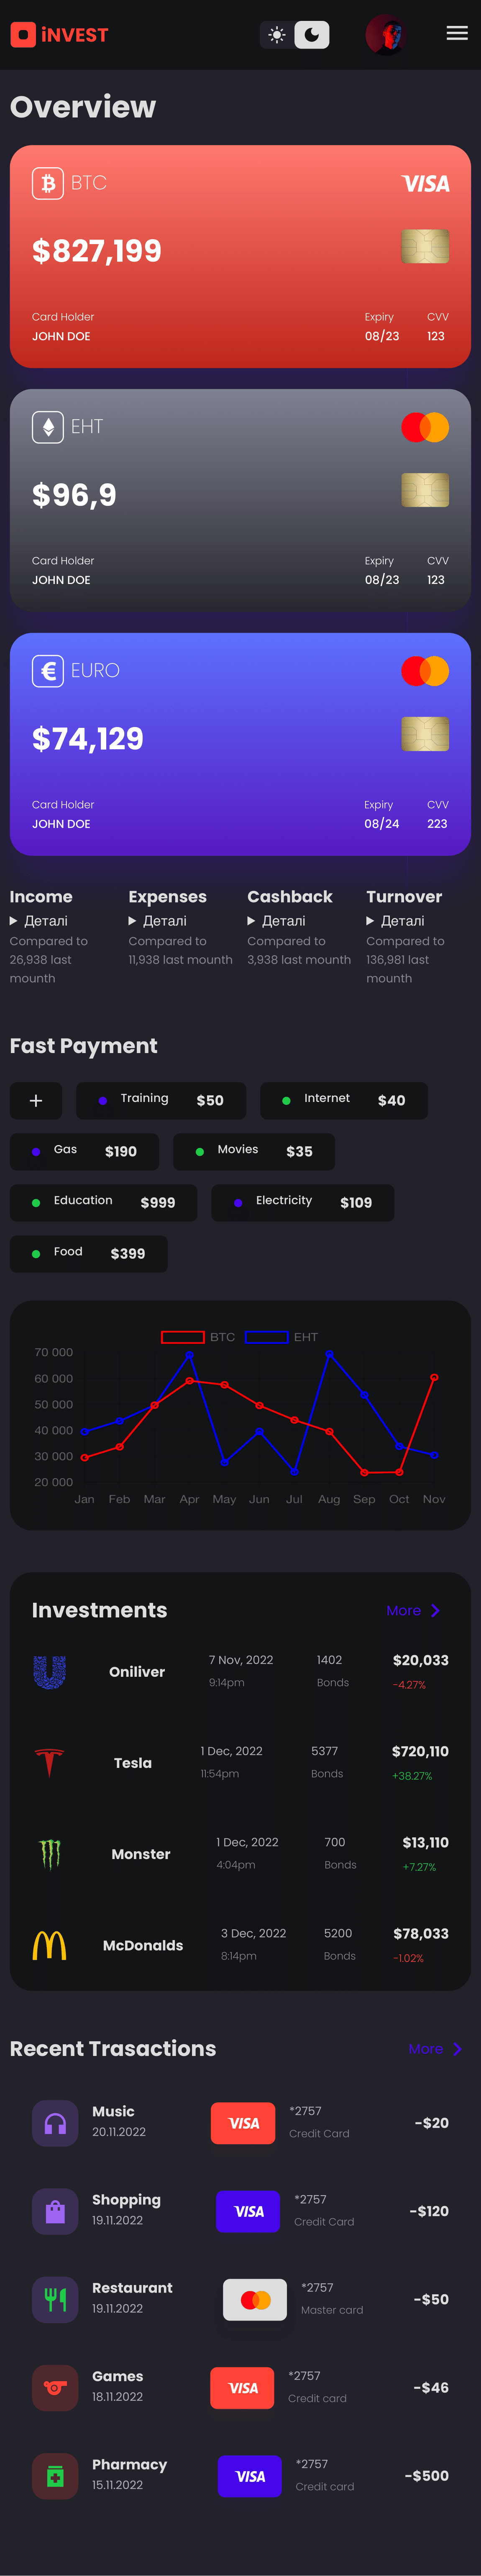 iNVEST
Overview
BTC VISA
$827,199
Card Holder Expiry CVV
JOHN DOE 08/23 123
EHT
$96,9
Card Holder Expiry CVV
JOHN DOE 08/23 123
€ EURO
$74,129
Card Holder Expiry CVV
JOHN DOE 08/24 223
Income Expenses Cashback Turnover
Деталі Деталі Деталі Деталі
Compared to Compared to Compared to Compared to
26,938 last 11,938 last mounth 3,938 last mounth 136,981 last
mounth mounth
Fast Payment
+ Training $50 Internet $40
Gas $190 Movies $35
Education $999 Electricity $109
Food $399
BTC EHT
70 000
60 000
50 000
40 000
30 000
20 000
Jan Feb Mar Apr May Jun Jul Aug Sep Oct Nov
Investments More
Oniliver 7 Nov, 2022 1402 $20,033
9:14pm Bonds -4.27%
Tesla 1 Dec, 2022 5377 $720,110
11:54pm Bonds +38.27%
Monster 1 Dec, 2022 700 $13,110
4:04pm Bonds +7.27%
McDonalds 3 Dec, 2022 5200 $78,033
8:14pm Bonds -1.02%
Recent Trasactions More
Music VISA *2757 -$20
20.11.2022 Credit Card
Shopping VISA *2757 -$120
19.11.2022 Credit Card
Restaurant *2757 -$50
19.11.2022 Master card
Games VISA *2757 -$46
18.11.2022 Credit card
Pharmacy VISA *2757 -$500
15.11.2022 Credit card